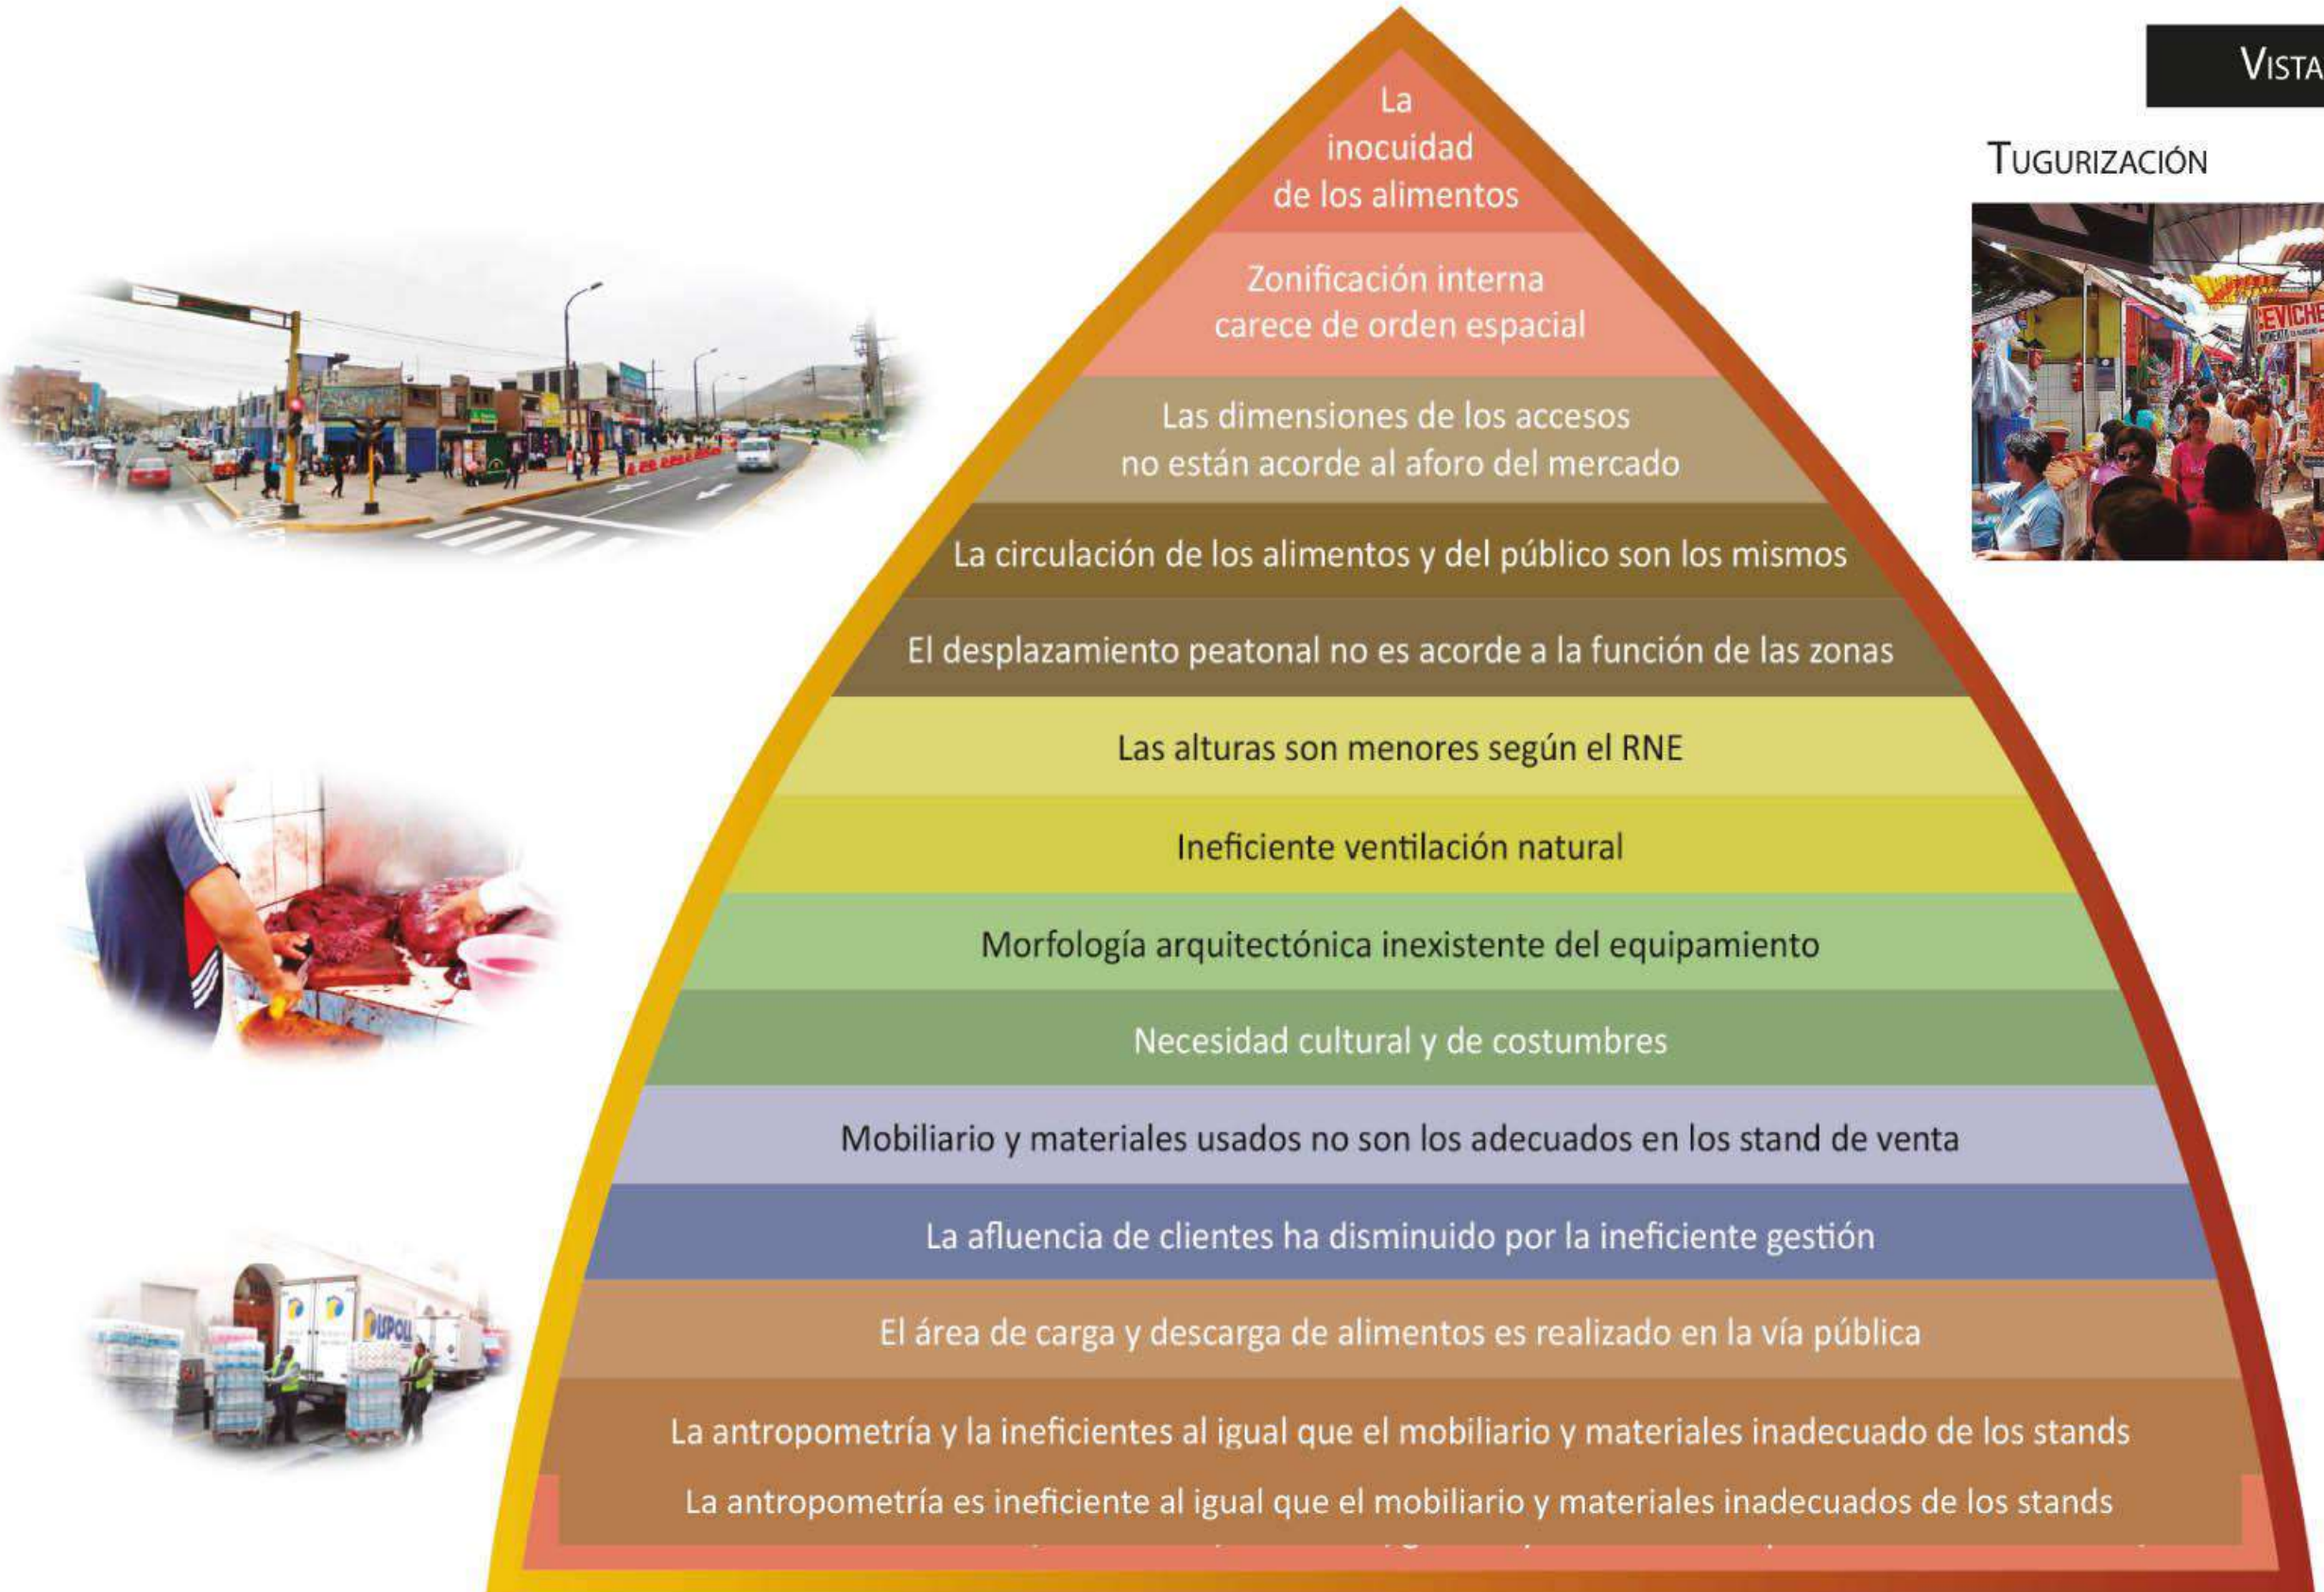 VISTA
TUGURIZACIÓN
La
inocuidad
de los alimentos
Zonificación interna
carece de orden espacial
Las dimensiones de los accesos
no están acorde al aforo del mercado
La circulación de los alimentos y del público son los mismos
El desplazamiento peatonal no es acorde a la función de las zonas
Las alturas son menores según el RNE
Ineficiente ventilación natural
Morfología arquitectónica inexistente del equipamiento
Necesidad cultural y de costumbres
Mobiliario y materiales usados no son los adecuados en los stand de venta
La afluencia de clientes ha disminuido por la ineficiente gestión
El área de carga y descarga de alimentos es realizado en la vía pública
La antropometría y la ineficientes al igual que el mobiliario y materiales inadecuado de los stands
La antropometría es ineficiente al igual que el mobiliario y materiales inadecuados de los stands